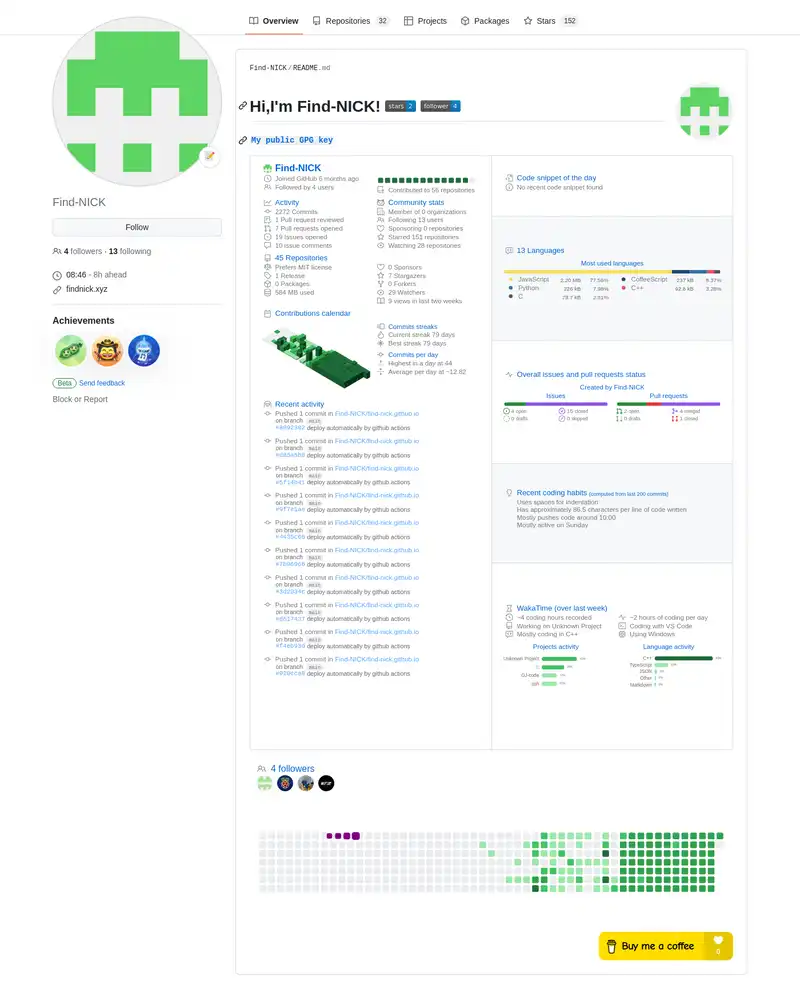 Overview
Repositories 32
Projects
Packages
Stars 152
Find-NICK
Follow
4 followers · 13 following
08:46 - 8h ahead
findnick.xyz
Achievements
Beta Send feedback
Block or Report
Find-NICK/README.md
Hi,I'm Find-NICK! stars 2 follower 4
My public GPG key
Find-NICK
Joined GitHub 6 months ago
Followed by 4 users
Contributed to 56 repositories
Activity
2272 Commits
1 Pull request reviewed
7 Pull requests opened
19 Issues opened
10 issue comments
Community stats
Member of 0 organizations
Following 13 users
Sponsoring 0 repositories
Starred 151 repositories
Watching 28 repositories
45 Repositories
Prefers MIT license
1 Release
0 Packages
584 MB used
0 Sponsors
7 Stargazers
0 Forkers
29 Watchers
9 views in last two weeks
Contributions calendar
Commits streaks
Current streak 79 days
Best streak 79 days
Commits per day
Highest in a day at 44
Average per day at ~12.82
Recent activity
Pushed 1 commit in Find-NICK/find-nick.github.io
on branch main
deploy automatically by github actions
Pushed 1 commit in Find-NICK/find-nick.github.io
on branch main
deploy automatically by github actions
Pushed 1 commit in Find-NICK/find-nick.github.io
on branch main
deploy automatically by github actions
Pushed 1 commit in Find-NICK/find-nick.github.io
on branch main
deploy automatically by github actions
Pushed 1 commit in Find-NICK/find-nick.github.io
on branch main
deploy automatically by github actions
Pushed 1 commit in Find-NICK/find-nick.github.io
on branch main
deploy automatically by github actions
Pushed 1 commit in Find-NICK/find-nick.github.io
on branch main
deploy automatically by github actions
Pushed 1 commit in Find-NICK/find-nick.github.io
on branch main
deploy automatically by github actions
Pushed 1 commit in Find-NICK/find-nick.github.io
on branch main
deploy automatically by github actions
Pushed 1 commit in Find-NICK/find-nick.github.io
on branch main
deploy automatically by github actions
Code snippet of the day
No recent code snippet found
13 Languages
Most used languages
JavaScript 2.20 MB 77.56%
Python 226 kB 7.98%
C 2.81%
CoffeeScript 237 kB 8.37%
C++ 92.8 kB 3.28%
Overall issues and pull requests status
Created by Find-NICK
Issues
4 open 15 closed
0 drafts 0 skipped
Pull requests
2 open 4 merged
0 drafts 1 closed
Recent coding habits (computed from last 200 commits)
Uses spaces for indentation
Has approximately 86.5 characters per line of code written
Mostly pushes code around 10:00
Mostly active on Sunday
WakaTime (over last week)
~4 coding hours recorded
Working on Unknown Project
Mostly coding in C++
~2 hours of coding per day
Coding with VS Code
Using Windows
Projects activity
Unknown Project
C
OJ-code
Language activity
C++
TypeScript
JSON
Other
Markdown
4 followers
Buy me a coffee
0